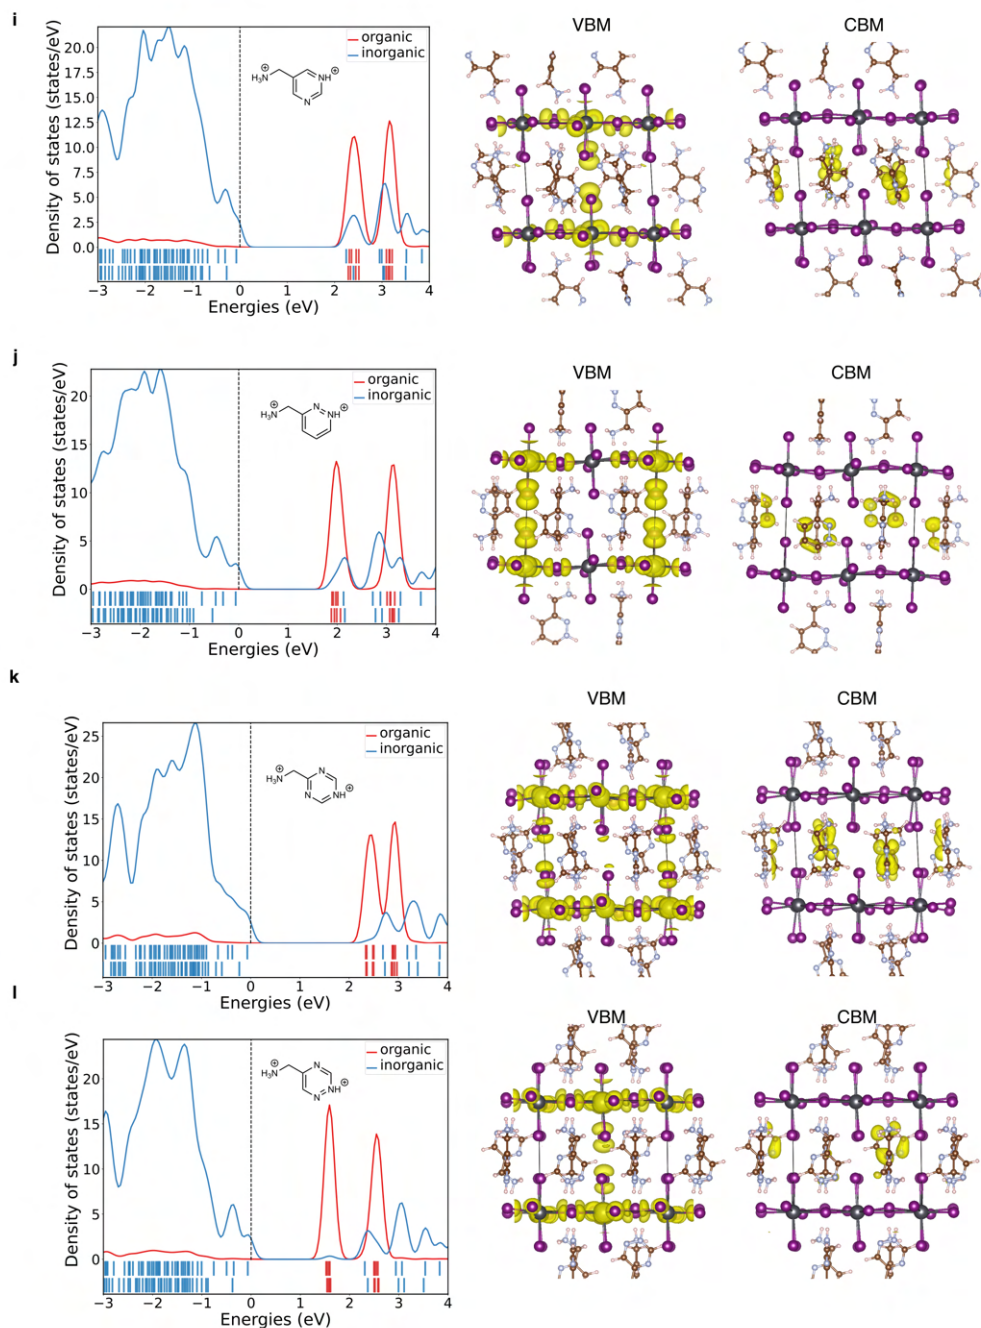 i
VBM
CBM
Density of states (states/eV)
organic
inorganic
H₃N⊕
NH⊕
N
20.0
17.5
15.0
12.5
10.0
7.5
5.0
2.5
0.0
−3 −2 −1 0 1 2 3 4
Energies (eV)
j
VBM
CBM
Density of states (states/eV)
organic
inorganic
H₃N⊕
N
NH⊕
20
15
10
5
0
−3 −2 −1 0 1 2 3 4
Energies (eV)
k
VBM
CBM
Density of states (states/eV)
organic
inorganic
H₃N⊕
N
N
NH⊕
25
20
15
10
5
0
−3 −2 −1 0 1 2 3 4
Energies (eV)
l
VBM
CBM
Density of states (states/eV)
organic
inorganic
H₃N⊕
N
NH⊕
N
20
15
10
5
0
−3 −2 −1 0 1 2 3 4
Energies (eV)